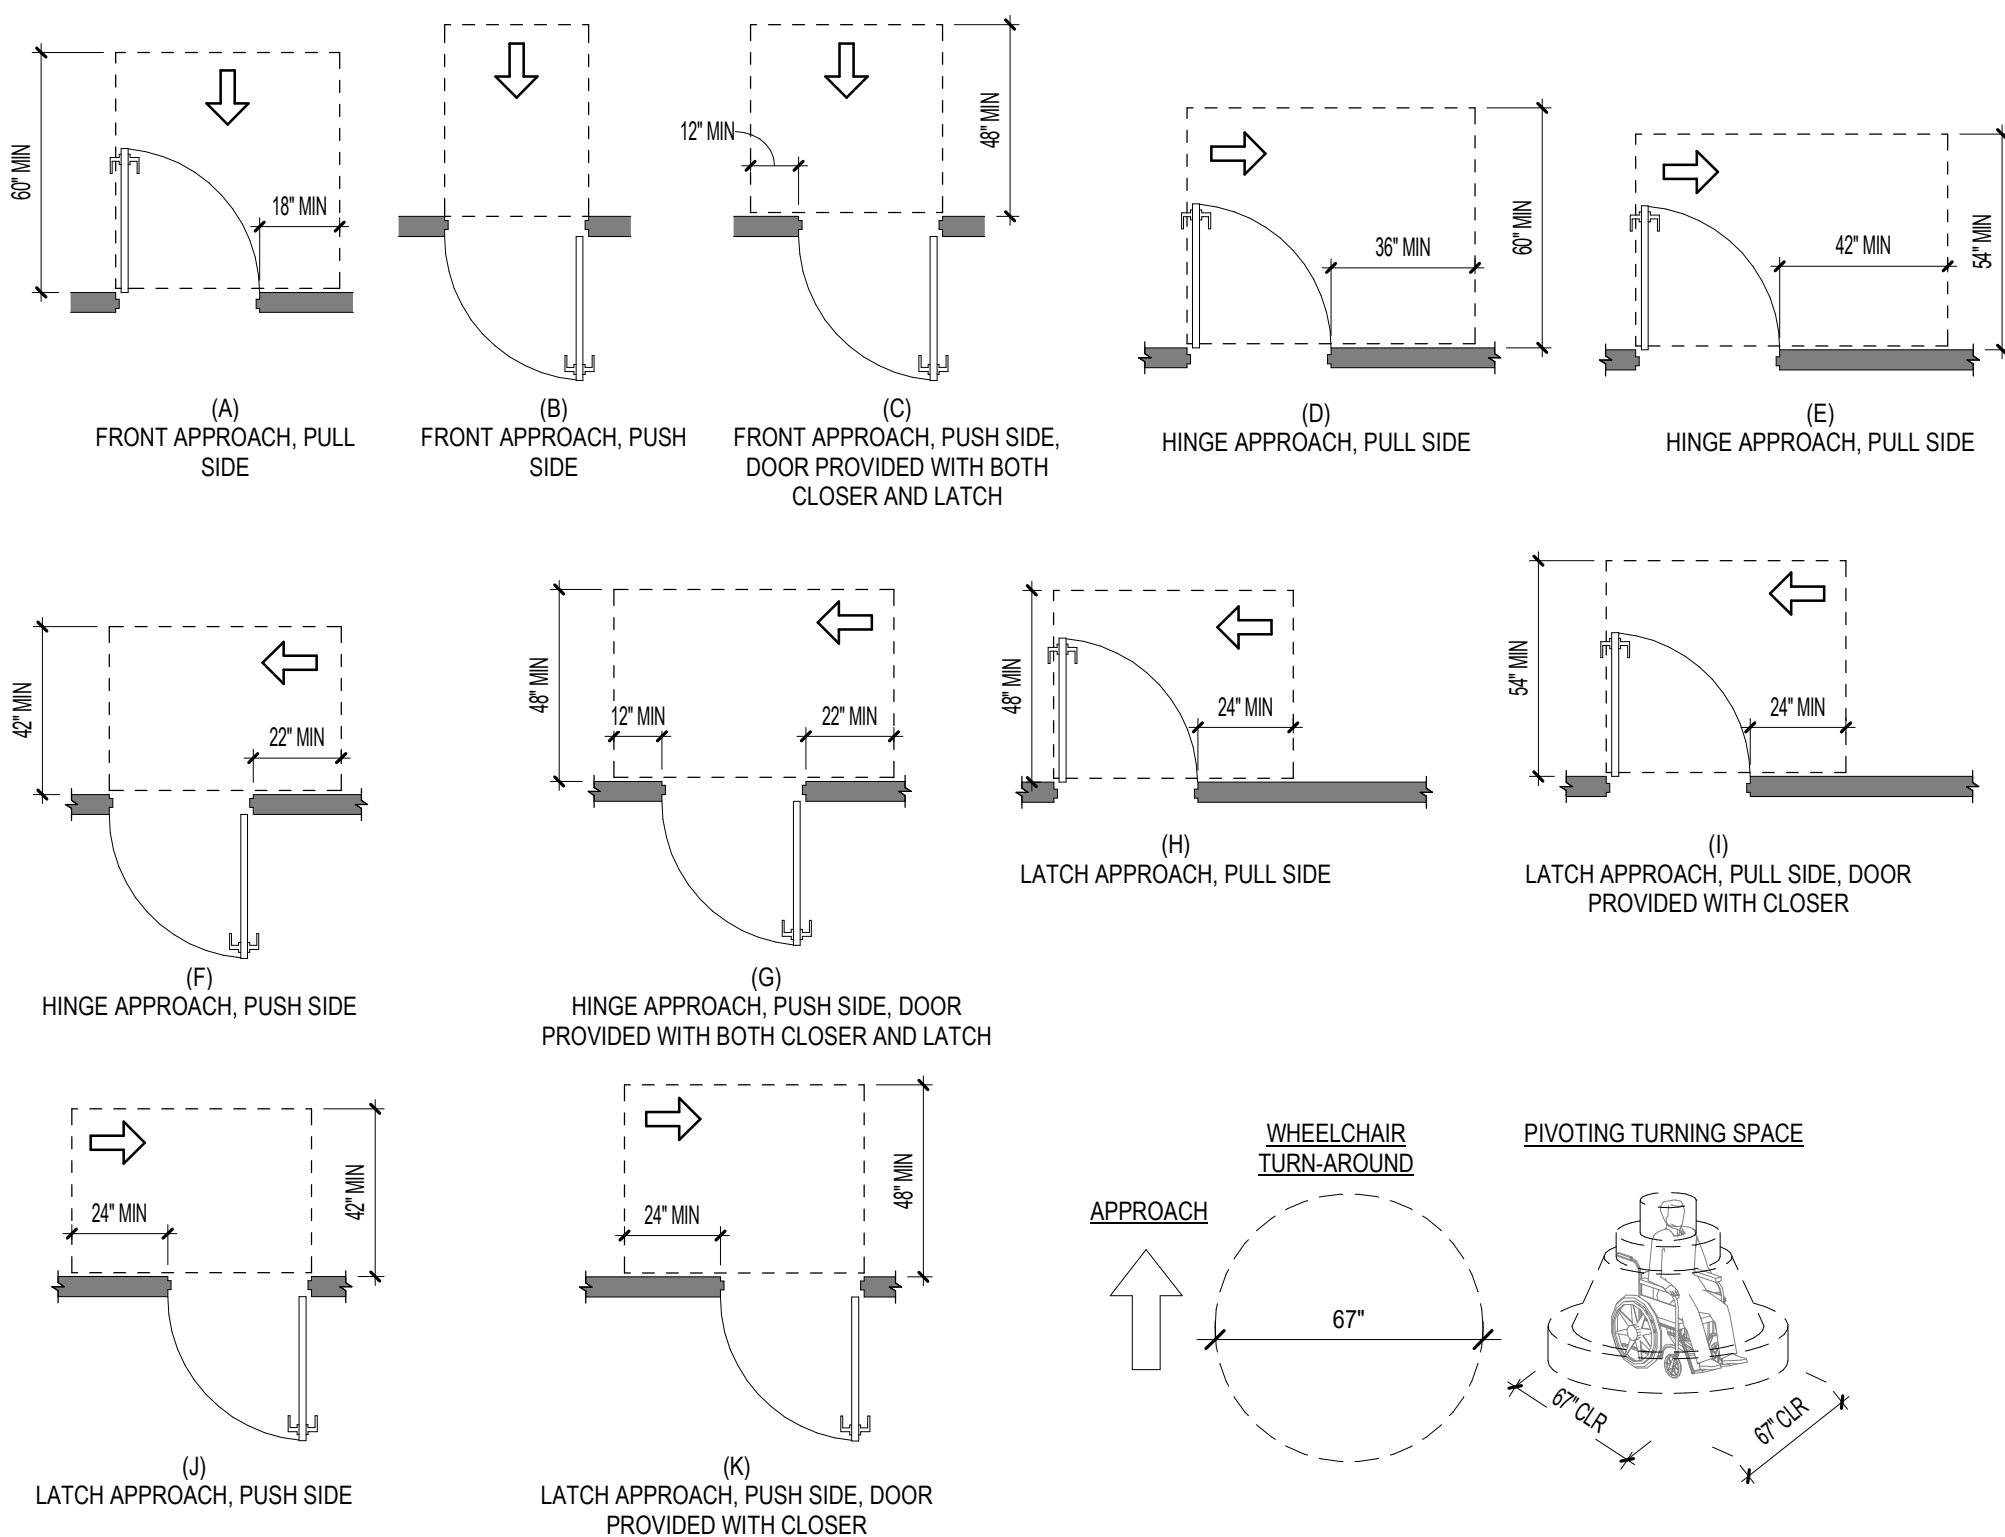 60" MIN
18" MIN
(A)
FRONT APPROACH, PULL
SIDE
(B)
FRONT APPROACH, PUSH
SIDE
12" MIN
48" MIN
(C)
FRONT APPROACH, PUSH SIDE,
DOOR PROVIDED WITH BOTH
CLOSER AND LATCH
36" MIN
60" MIN
(D)
HINGE APPROACH, PULL SIDE
42" MIN
54" MIN
(E)
HINGE APPROACH, PULL SIDE
42" MIN
22" MIN
(F)
HINGE APPROACH, PUSH SIDE
48" MIN
12" MIN
22" MIN
(G)
HINGE APPROACH, PUSH SIDE, DOOR
PROVIDED WITH BOTH CLOSER AND LATCH
48" MIN
24" MIN
(H)
LATCH APPROACH, PULL SIDE
54" MIN
24" MIN
(I)
LATCH APPROACH, PULL SIDE, DOOR
PROVIDED WITH CLOSER
24" MIN
42" MIN
(J)
LATCH APPROACH, PUSH SIDE
24" MIN
48" MIN
(K)
LATCH APPROACH, PUSH SIDE, DOOR
PROVIDED WITH CLOSER
APPROACH
WHEELCHAIR
TURN-AROUND
67"
PIVOTING TURNING SPACE
67" CLR
67" CLR